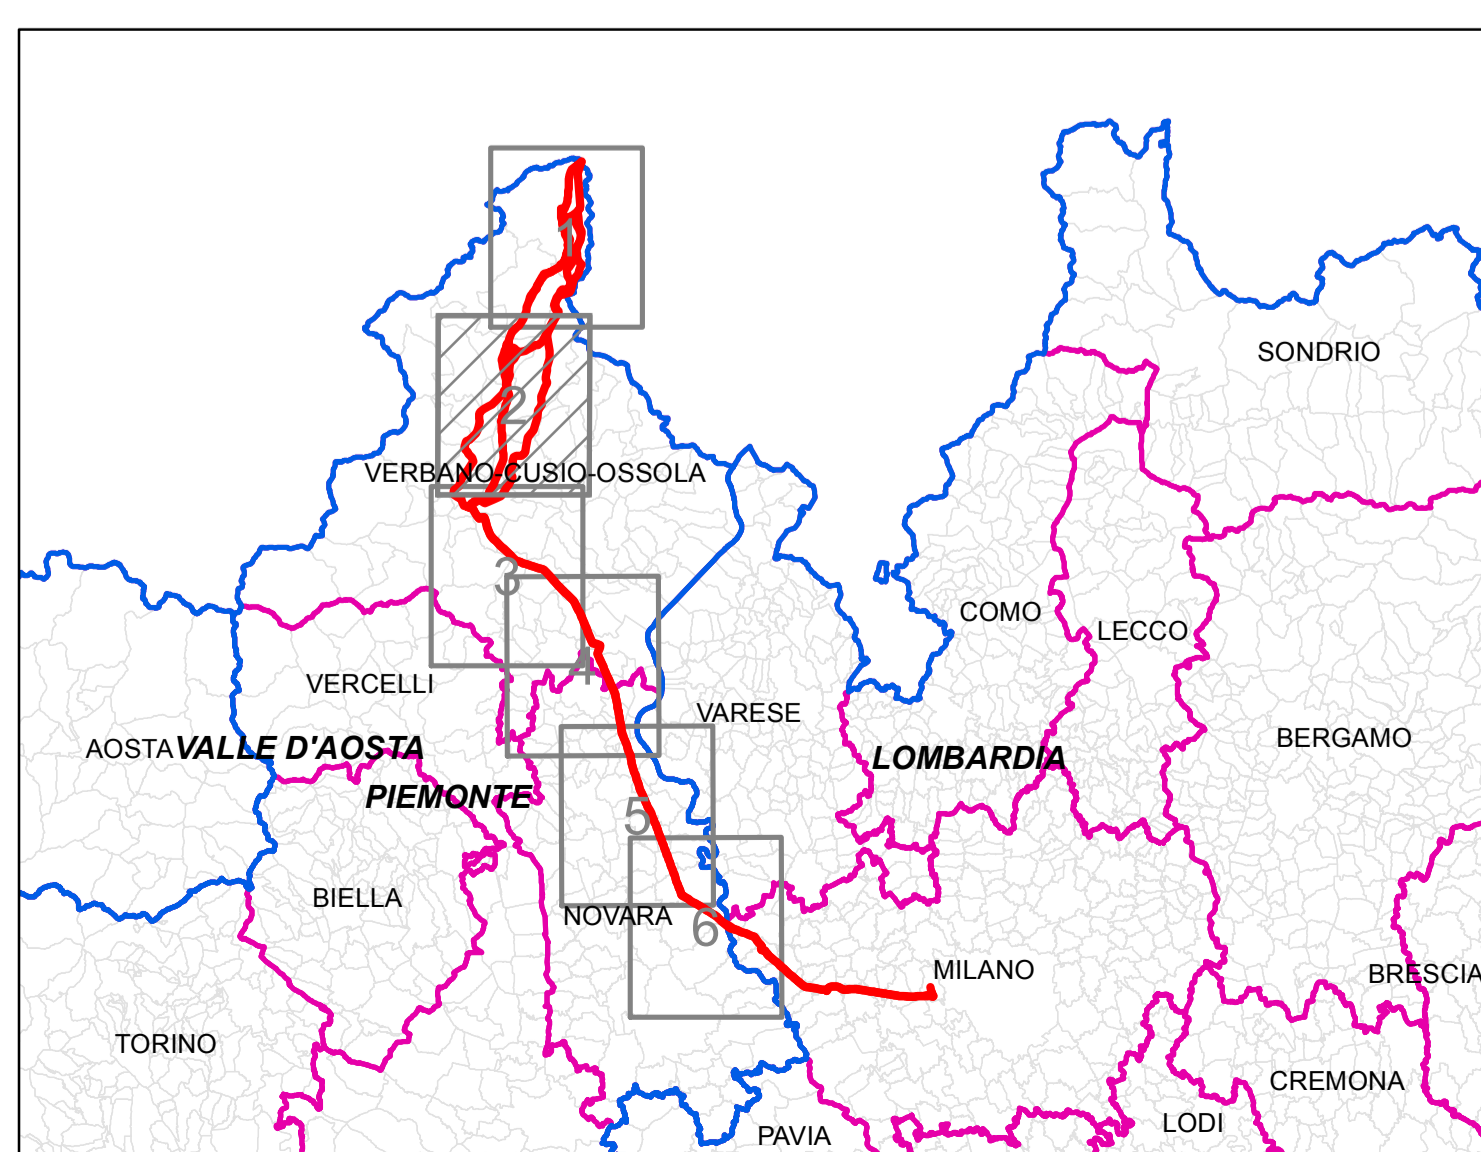 1
SONDRIO
2
VERBANO-CUSIO-OSSOLA
3
COMO
LECCO
4
VERCELLI
VARESE
BERGAMO
AOSTA VALLE D'AOSTA
LOMBARDIA
PIEMONTE
5
BIELLA
NOVARA
6
MILANO
BRESCIA
TORINO
CREMONA
LODI
PAVIA